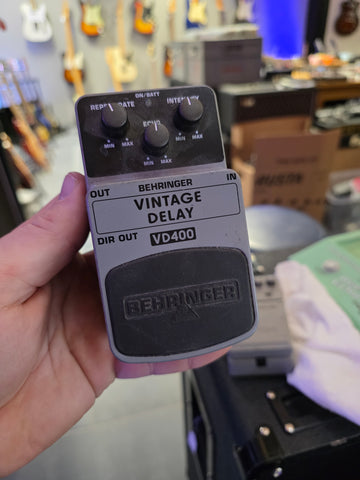 ON/BATT
REPEAT RATE
INTENSITY
ECHO
MIN MAX
MIN MAX
MIN MAX
OUT
BEHRINGER
IN
VINTAGE
DELAY
DIR OUT
VD400
BEHRINGER